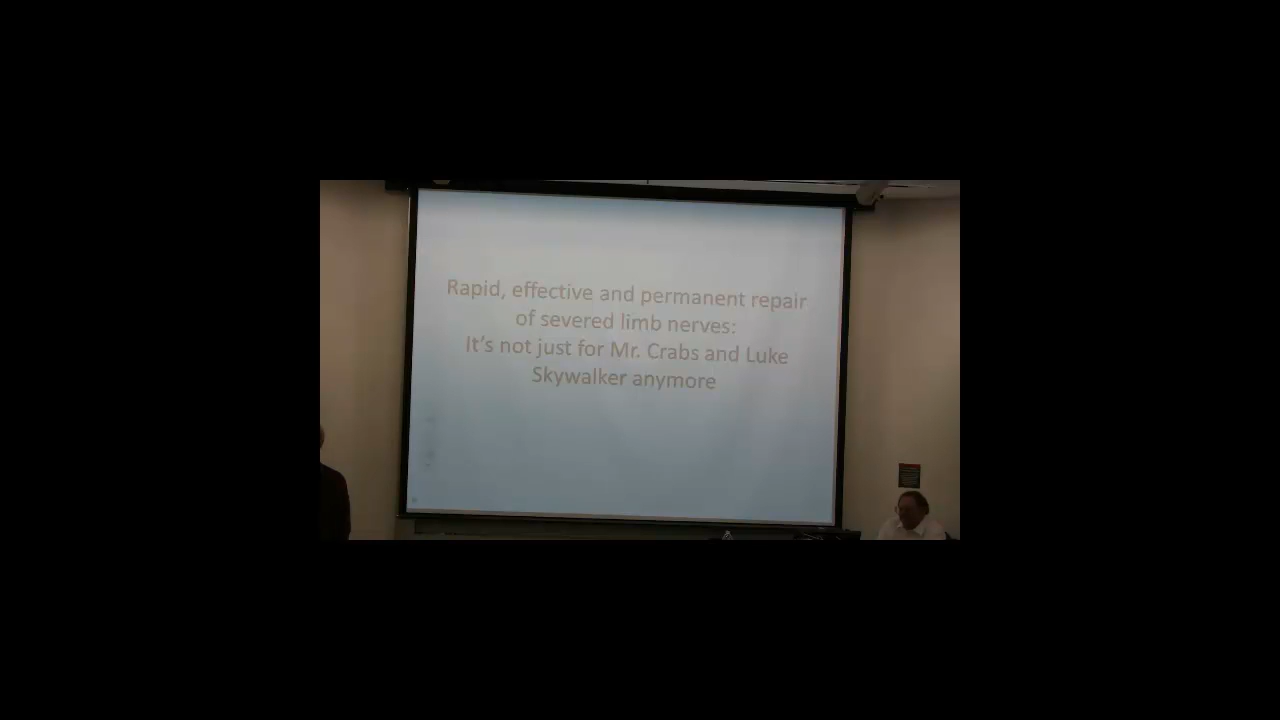 Rapid, effective and permanent repair
of severed limb nerves:
It's not just for Mr. Crabs and Luke
Skywalker anymore